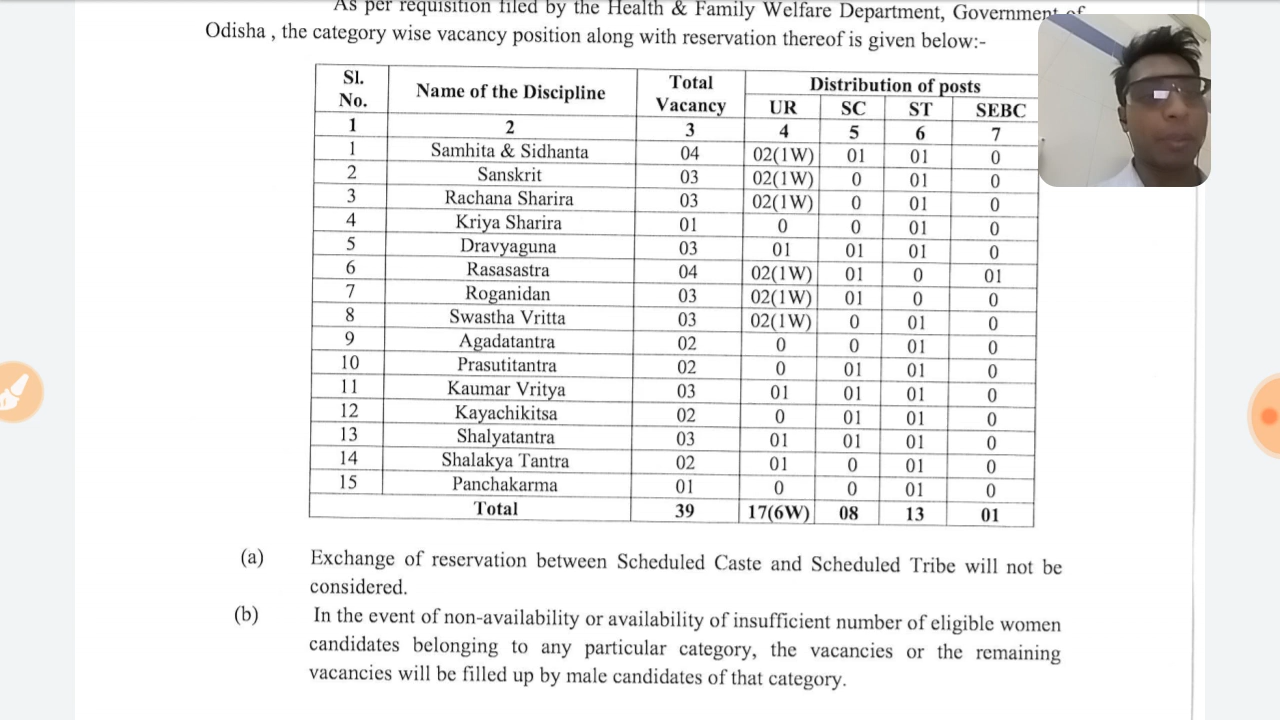 As per requisition filed by the Health & Family Welfare Department, Government of
Odisha , the category wise vacancy position along with reservation thereof is given below:-
Sl. No. Name of the Discipline Total Vacancy Distribution of posts
UR SC ST SEBC
1 2 3 4 5 6 7
1 Samhita & Sidhanta 04 02(1W) 01 01 0
2 Sanskrit 03 02(1W) 0 01 0
3 Rachana Sharira 03 02(1W) 0 01 0
4 Kriya Sharira 01 0 0 01 0
5 Dravyaguna 03 01 01 01 0
6 Rasasastra 04 02(1W) 01 0 01
7 Roganidan 03 02(1W) 01 0 0
8 Swastha Vritta 03 02(1W) 0 01 0
9 Agadatantra 02 0 0 01 0
10 Prasutitantra 02 0 01 01 0
11 Kaumar Vritya 03 01 01 01 0
12 Kayachikitsa 02 0 01 01 0
13 Shalyatantra 03 01 01 01 0
14 Shalakya Tantra 02 01 0 01 0
15 Panchakarma 01 0 0 01 0
Total 39 17(6W) 08 13 01
(a) Exchange of reservation between Scheduled Caste and Scheduled Tribe will not be
considered.
(b) In the event of non-availability or availability of insufficient number of eligible women
candidates belonging to any particular category, the vacancies or the remaining
vacancies will be filled up by male candidates of that category.